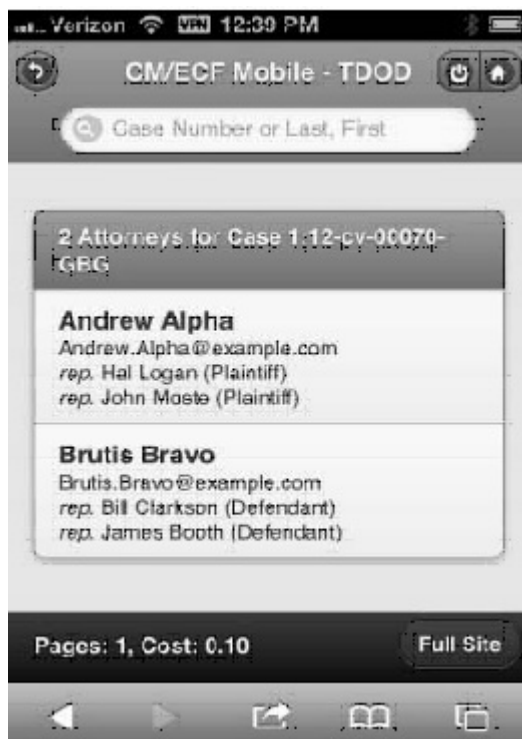 Verizon VPN 12:39 PM
CM/ECF Mobile - TDOD
Case Number or Last, First
2 Attorneys for Case 1:12-cv-00070-
GBG
Andrew Alpha
Andrew.Alpha@example.com
rep. Hal Logan (Plaintiff)
rep. John Moste (Plaintiff)
Brutis Bravo
Brutis.Bravo@example.com
rep. Bill Clarkson (Defendant)
rep. James Booth (Defendant)
Pages: 1, Cost: 0.10
Full Site